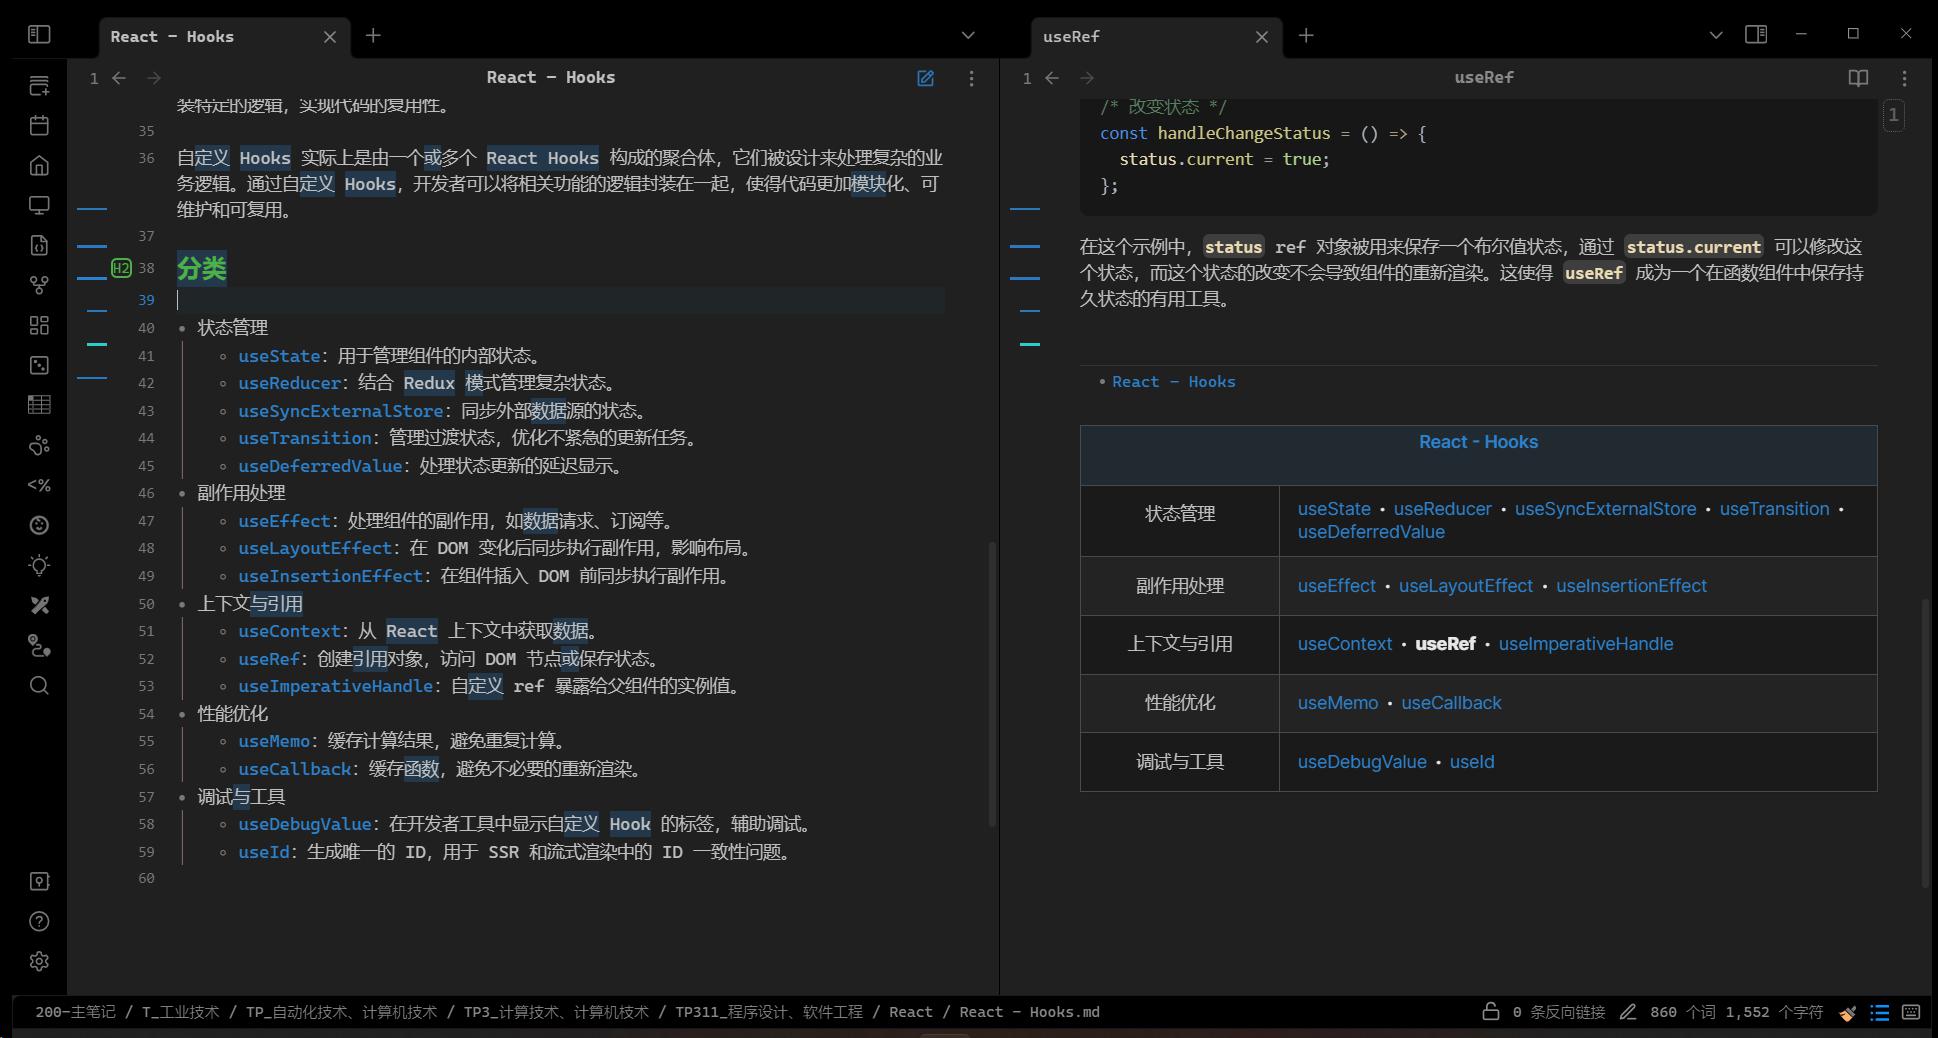 React - Hooks
useRef
1
React - Hooks
装特定的逻辑，实现代码的复用性。
35
36 自定义 Hooks 实际上是由一个或多个 React Hooks 构成的聚合体，它们被设计来处理复杂的业
务逻辑。通过自定义 Hooks，开发者可以将相关功能的逻辑封装在一起，使得代码更加模块化、可
维护和可复用。
37
H2 38 分类
39
40 • 状态管理
41 ◦ useState：用于管理组件的内部状态。
42 ◦ useReducer：结合 Redux 模式管理复杂状态。
43 ◦ useSyncExternalStore：同步外部数据源的状态。
44 ◦ useTransition：管理过渡状态，优化不紧急的更新任务。
45 ◦ useDeferredValue：处理状态更新的延迟显示。
46 • 副作用处理
47 ◦ useEffect：处理组件的副作用，如数据请求、订阅等。
48 ◦ useLayoutEffect：在 DOM 变化后同步执行副作用，影响布局。
49 ◦ useInsertionEffect：在组件插入 DOM 前同步执行副作用。
50 • 上下文与引用
51 ◦ useContext：从 React 上下文中获取数据。
52 ◦ useRef：创建引用对象，访问 DOM 节点或保存状态。
53 ◦ useImperativeHandle：自定义 ref 暴露给父组件的实例值。
54 • 性能优化
55 ◦ useMemo：缓存计算结果，避免重复计算。
56 ◦ useCallback：缓存函数，避免不必要的重新渲染。
57 • 调试与工具
58 ◦ useDebugValue：在开发者工具中显示自定义 Hook 的标签，辅助调试。
59 ◦ useId：生成唯一的 ID，用于 SSR 和流式渲染中的 ID 一致性问题。
60
1
useRef
/* 改变状态 */
1
const handleChangeStatus = () => {
status.current = true;
};
在这个示例中，status ref 对象被用来保存一个布尔值状态，通过 status.current 可以修改这
个状态，而这个状态的改变不会导致组件的重新渲染。这使得 useRef 成为一个在函数组件中保存持
久状态的有用工具。
• React - Hooks
React - Hooks
状态管理
useState • useReducer • useSyncExternalStore • useTransition •
useDeferredValue
副作用处理
useEffect • useLayoutEffect • useInsertionEffect
上下文与引用
useContext • useRef • useImperativeHandle
性能优化
useMemo • useCallback
调试与工具
useDebugValue • useId
200-主笔记 / T_工业技术 / TP_自动化技术、计算机技术 / TP3_计算技术、计算机技术 / TP311_程序设计、软件工程 / React / React - Hooks.md
0 条反向链接 860 个词 1,552 个字符